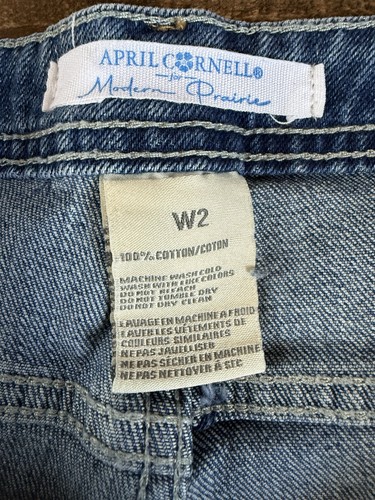 APRIL CORNELL®
for
Modern Prairie
W2
100% COTTON/COTON
MACHINE WASH COLD
WASH WITH LIKE COLORS
DO NOT BLEACH
DO NOT TUMBLE DRY
DO NOT DRY CLEAN
LAVAGE EN MACHINE A FROID
LAVER LES VÊTEMENTS DE
COULEURS SIMILAIRES
NE PAS JAVELLISER
NE PAS SÉCHER EN MACHINE
NE PAS NETTOYER À SEC